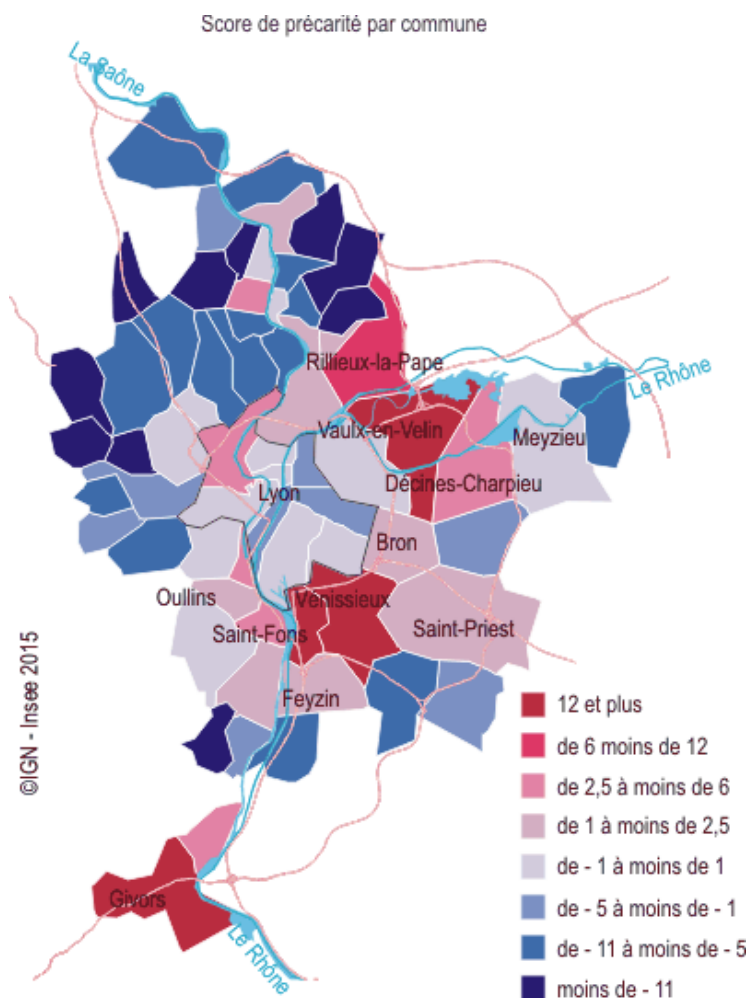 Score de précarité par commune
La Saône
Rillieux-la-Pape
Le Rhône
Vaulx-en-Velin
Meyzieu
Décines-Charpieu
Lyon
Bron
Oullins
Vénissieux
Saint-Fons
Saint-Priest
Feyzin
©IGN - Insee 2015
12 et plus
de 6 moins de 12
de 2,5 à moins de 6
de 1 à moins de 2,5
de - 1 à moins de 1
de - 5 à moins de - 1
de - 11 à moins de - 5
moins de - 11
Givors
Le Rhône